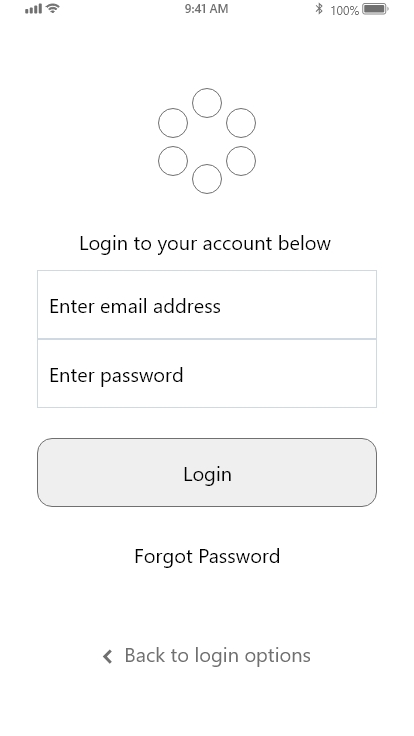 9:41 AM
100%
Login to your account below
Enter email address
Enter password
Login
Forgot Password
Back to login options